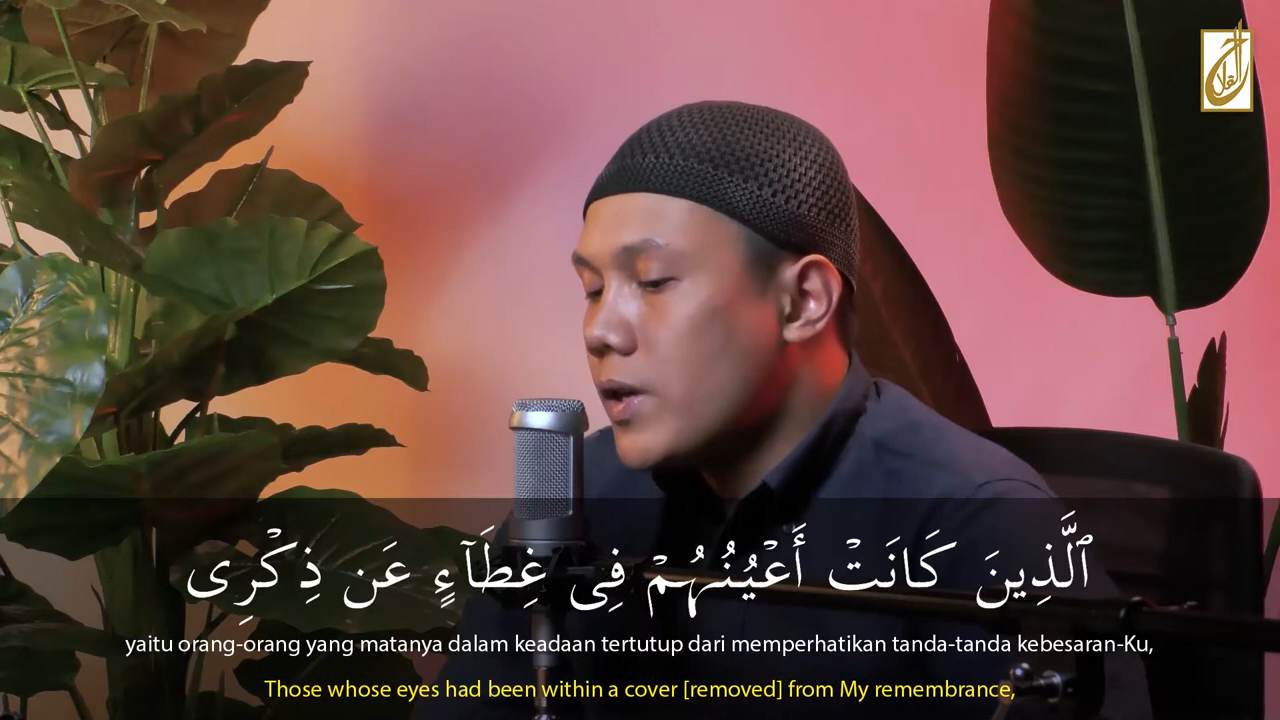 ٱلَّذِينَ كَانَتْ أَعْيُنُهُمْ فِى غِطَآءٍ عَن ذِكْرِى
yaitu orang-orang yang matanya dalam keadaan tertutup dari memperhatikan tanda-tanda kebesaran-Ku,
Those whose eyes had been within a cover [removed] from My remembrance,